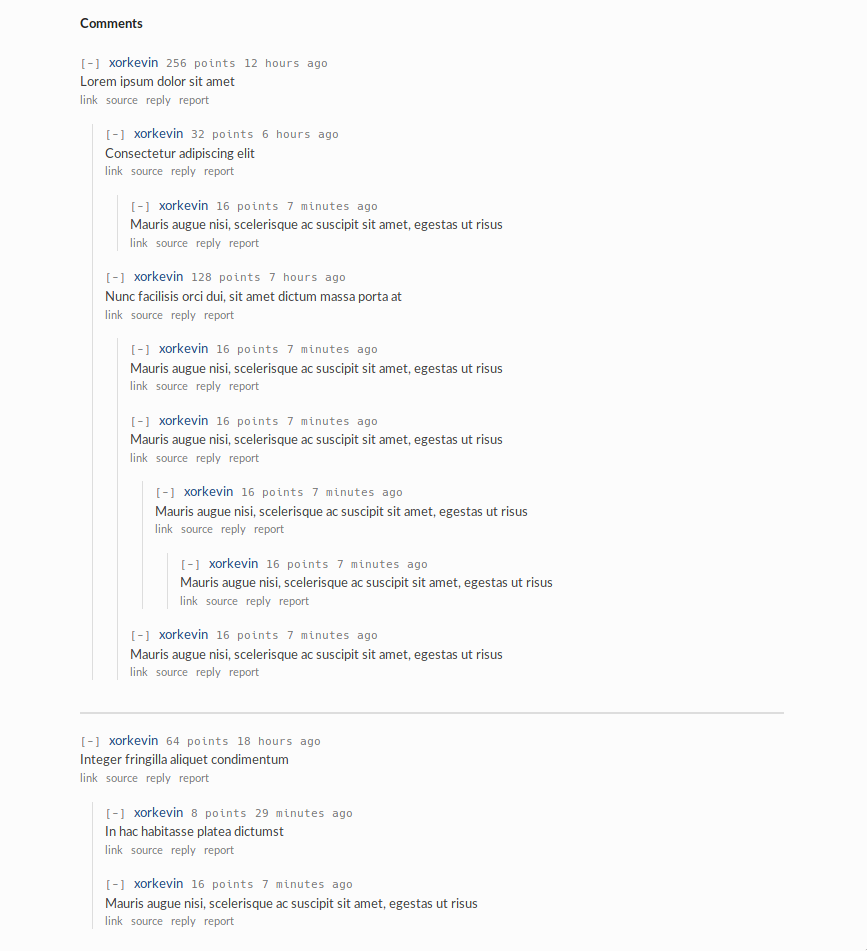 Comments
[-] xorkevin 256 points 12 hours ago
Lorem ipsum dolor sit amet
link source reply report
[-] xorkevin 32 points 6 hours ago
Consectetur adipiscing elit
link source reply report
[-] xorkevin 16 points 7 minutes ago
Mauris augue nisi, scelerisque ac suscipit sit amet, egestas ut risus
link source reply report
[-] xorkevin 128 points 7 hours ago
Nunc facilisis orci dui, sit amet dictum massa porta at
link source reply report
[-] xorkevin 16 points 7 minutes ago
Mauris augue nisi, scelerisque ac suscipit sit amet, egestas ut risus
link source reply report
[-] xorkevin 16 points 7 minutes ago
Mauris augue nisi, scelerisque ac suscipit sit amet, egestas ut risus
link source reply report
[-] xorkevin 16 points 7 minutes ago
Mauris augue nisi, scelerisque ac suscipit sit amet, egestas ut risus
link source reply report
[-] xorkevin 16 points 7 minutes ago
Mauris augue nisi, scelerisque ac suscipit sit amet, egestas ut risus
link source reply report
[-] xorkevin 16 points 7 minutes ago
Mauris augue nisi, scelerisque ac suscipit sit amet, egestas ut risus
link source reply report
[-] xorkevin 64 points 18 hours ago
Integer fringilla aliquet condimentum
link source reply report
[-] xorkevin 8 points 29 minutes ago
In hac habitasse platea dictumst
link source reply report
[-] xorkevin 16 points 7 minutes ago
Mauris augue nisi, scelerisque ac suscipit sit amet, egestas ut risus
link source reply report